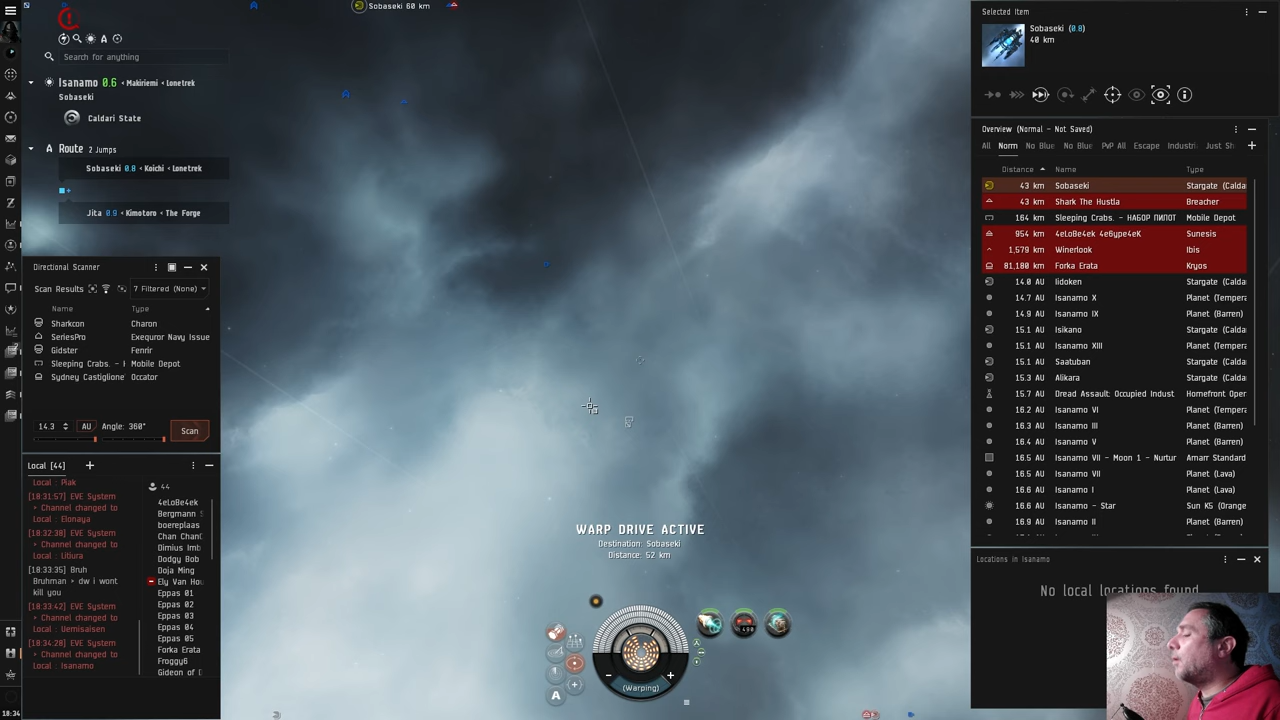 Sobaseki 60 km
Search for anything
Isanamo 0.6 ‹ Makiriemi ‹ Lonetrek
Sobaseki
Caldari State
A Route 2 Jumps
Sobaseki 0.8 ‹ Koichi ‹ Lonetrek
Jita 0.9 ‹ Kimotoro ‹ The Forge
Directional Scanner
Scan Results
7 Filtered (None)
Name Type
Sharkcon Charon
SeriesPro Exequror Navy Issue
Gidster Fenrir
Sleeping Crabs. - Mobile Depot
Sydney Castiglione Occator
14.3 AU Angle: 360°
Scan
Local [44]
44
Local : Piak
[18:31:57] EVE System
› Channel changed to
Local : Elonaya
[18:32:38] EVE System
› Channel changed to
Local : Litiura
[18:33:35] Bruh
Bruhman › dw i wont
kill you
[18:33:42] EVE System
› Channel changed to
Local : Uemisaisen
[18:34:28] EVE System
› Channel changed to
Local : Isanamo
4eLoBe4ek
Bergmann
boereplaas
Chan Chan
Dimius Imb
Dodgy Bob
Doja Ming
Ely Van Ho
Eppas 01
Eppas 02
Eppas 03
Eppas 04
Eppas 05
Forka Erata
Froggy6
Gideon of
18:34
WARP DRIVE ACTIVE
Destination: Sobaseki
Distance: 52 km
490
(Warping)
A
Selected Item
Sobaseki (0.8)
40 km
Overview (Normal - Not Saved)
All Norm No Blue No Blu PvP All Escape Industri Just Sh
Distance Name Type
43 km Sobaseki Stargate (Calda
43 km Shark The Hustla Breacher
164 km Sleeping Crabs. - НАБОР ПИЛОТ Mobile Depot
954 km 4eLoBe4ek 4e6ype4eK Sunesis
1,579 km Winerlook Ibis
81,180 km Forka Erata Kryos
14.0 AU Iidoken Stargate (Calda
14.7 AU Isanamo X Planet (Tempera
14.9 AU Isanamo IX Planet (Barren)
15.1 AU Isikano Stargate (Calda
15.1 AU Isanamo XIII Planet (Tempera
15.1 AU Saatuban Stargate (Calda
15.3 AU Alikara Stargate (Calda
15.7 AU Dread Assault: Occupied Indust Homefront Oper
16.2 AU Isanamo VI Planet (Tempera
16.3 AU Isanamo III Planet (Barren)
16.4 AU Isanamo V Planet (Barren)
16.5 AU Isanamo VII - Moon 1 - Nurtur Amarr Standard
16.5 AU Isanamo VII Planet (Lava)
16.6 AU Isanamo I Planet (Lava)
16.6 AU Isanamo - Star Sun K5 (Orange
16.9 AU Isanamo II Planet (Barren)
Locations in Isanamo
No local locations found